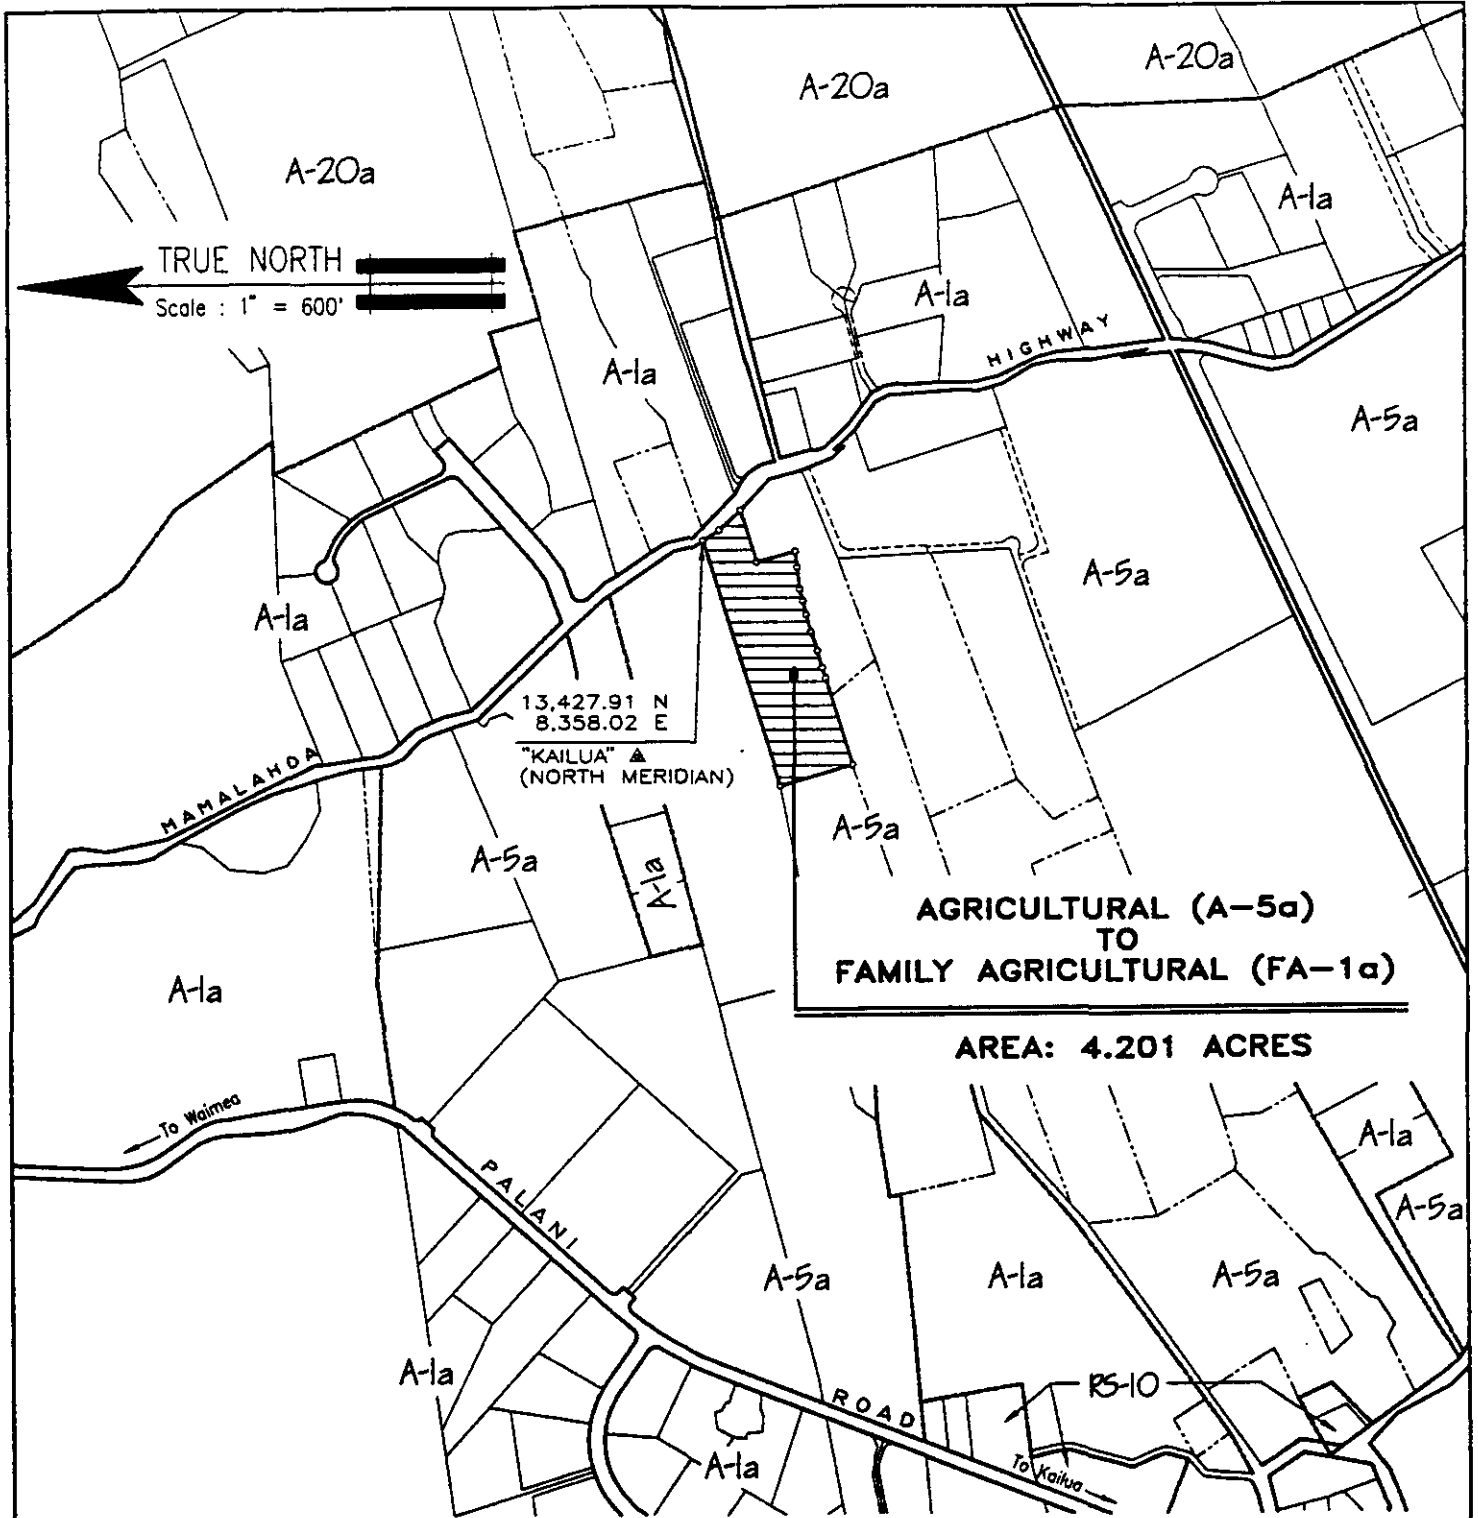 A-20a
A-20a
A-20a
TRUE NORTH
Scale : 1" = 600'
A-1a
A-1a
A-1a
HIGHWAY
A-5a
A-5a
A-1a
13,427.91 N
8,358.02 E
"KAILUA"
(NORTH MERIDIAN)
MAMALAHOA
A-5a
A-5a
A-1a
AGRICULTURAL (A-5a)
TO
FAMILY AGRICULTURAL (FA-1a)
A-1a
AREA: 4.201 ACRES
To Waimea
A-1a
PALANI
A-5a
A-5a
A-1a
A-5a
A-1a
RS-10
ROAD
A-1a
To Kailua